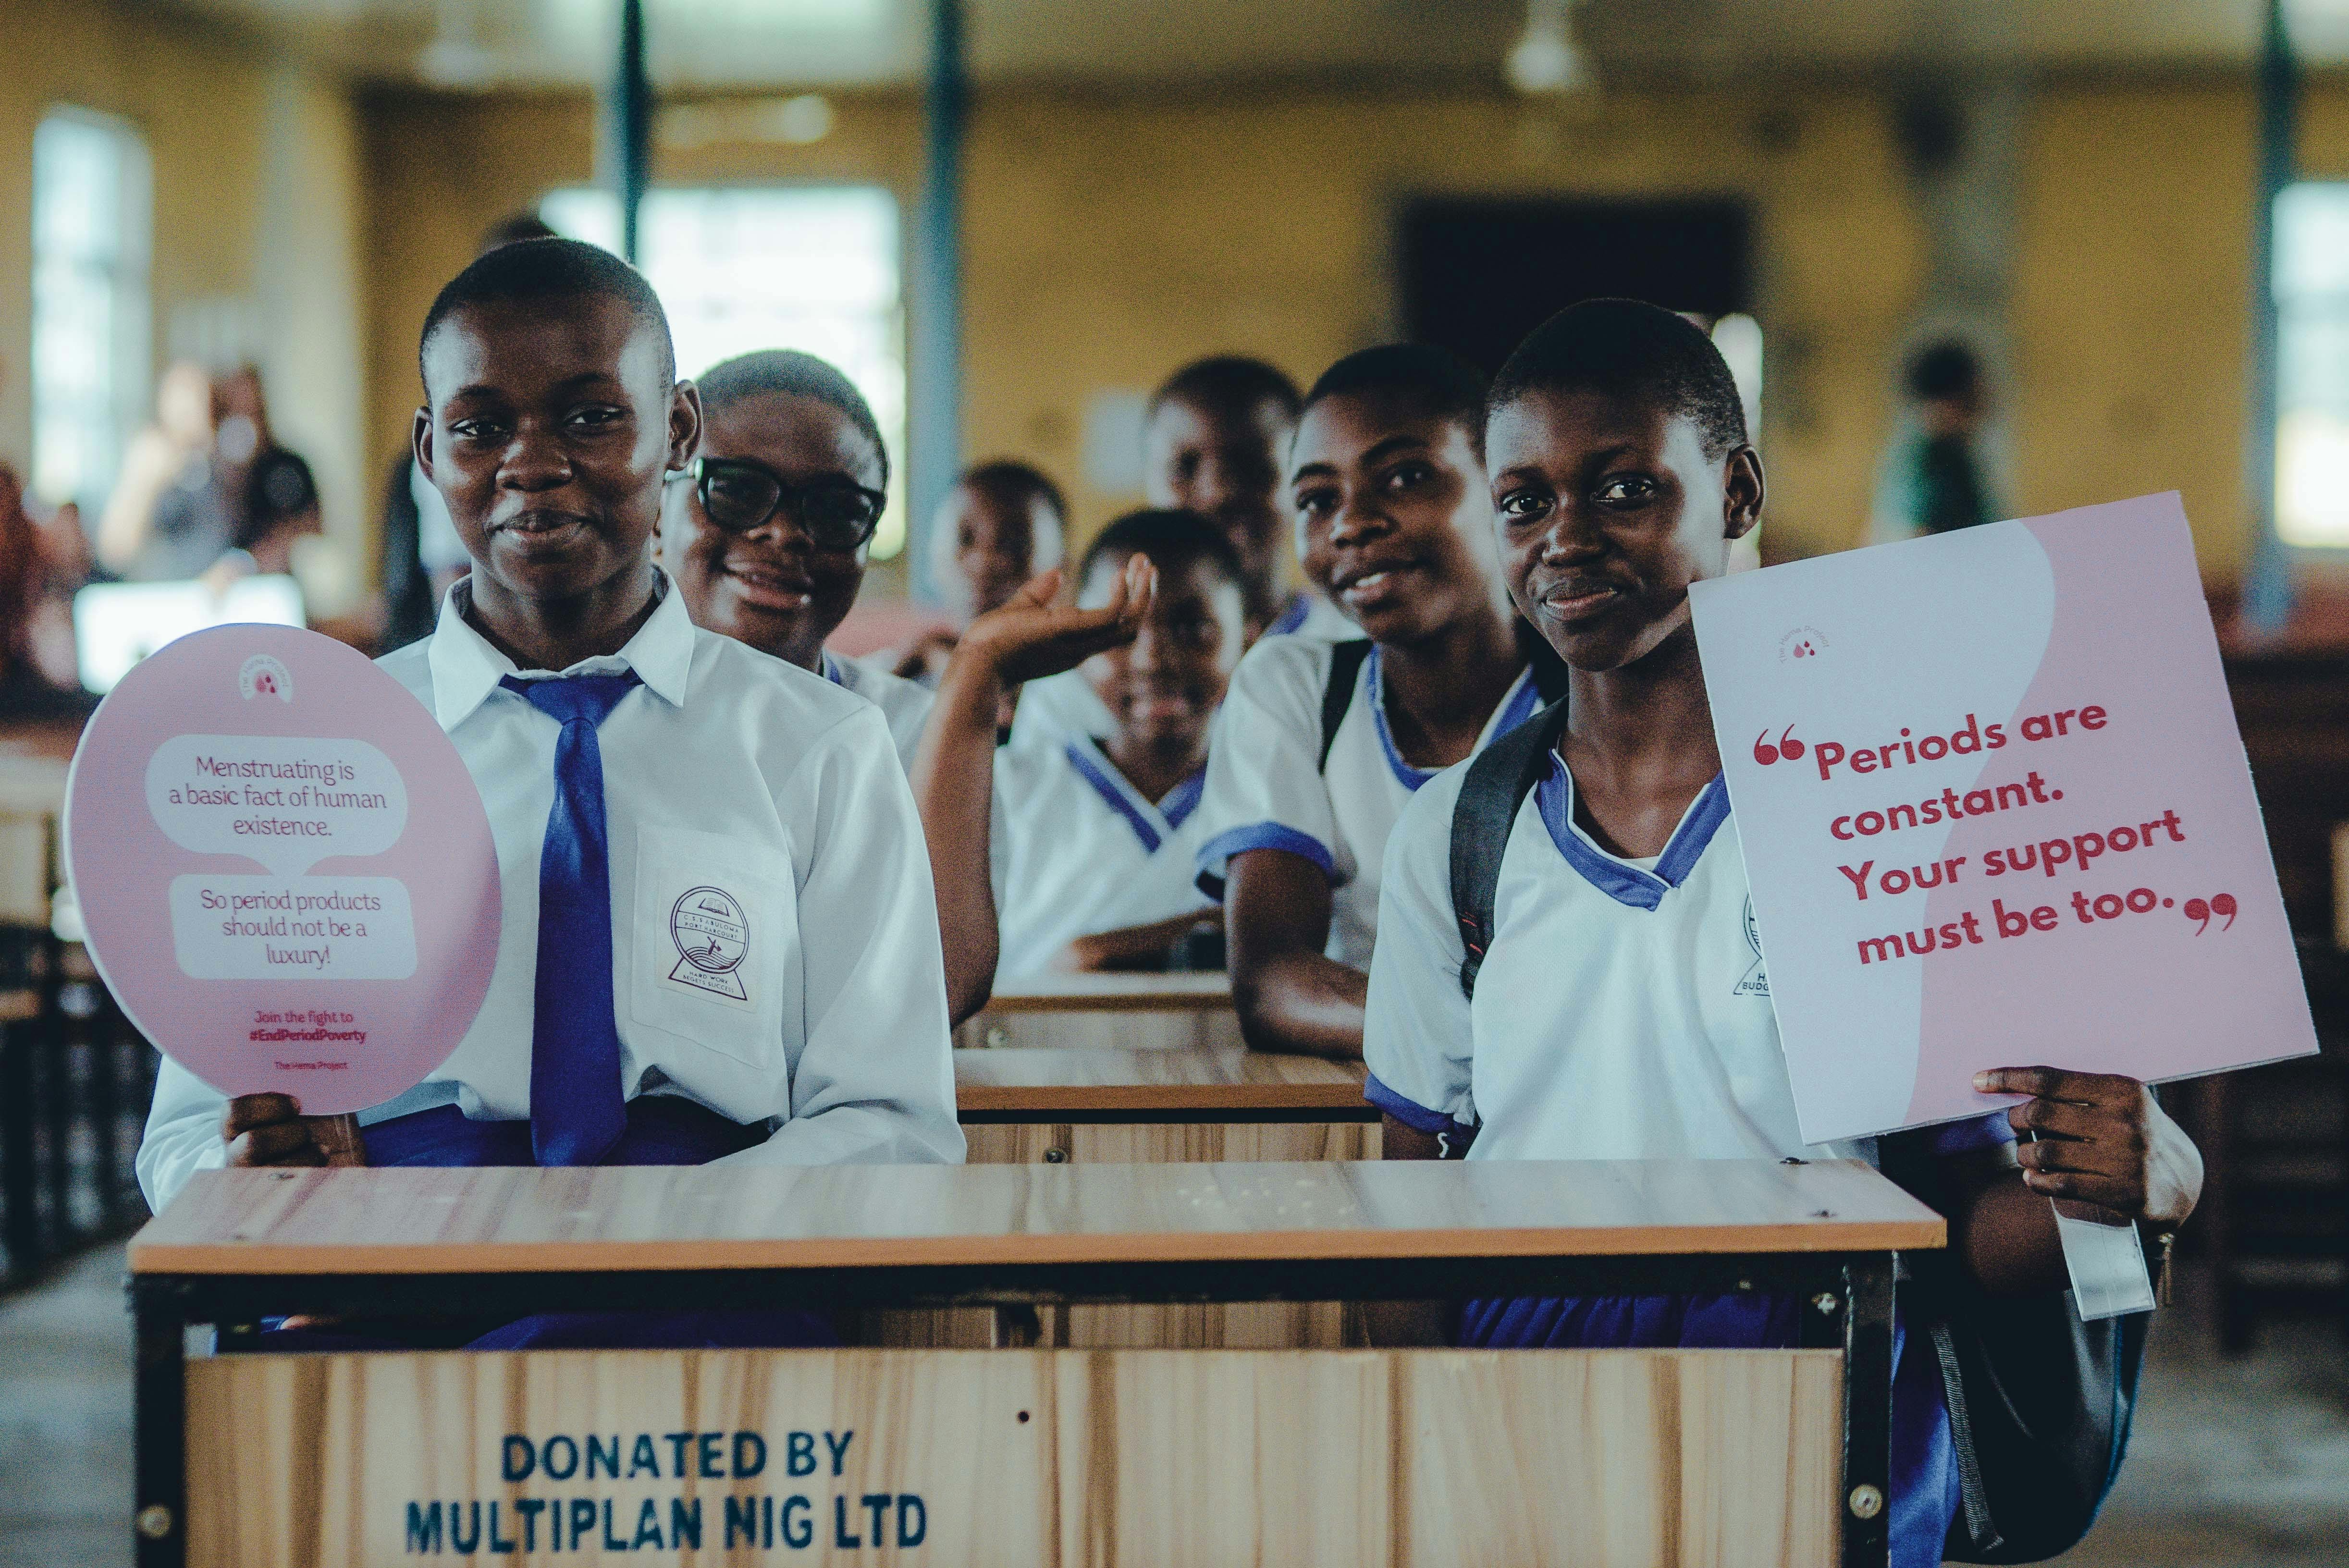 The Hema Project
Menstruating is
a basic fact of human
existence.
So period products
should not be a
luxury!
Join the fight to
#EndPeriodPoverty
The Hema Project
C.S.S ABULOMA
PORT HARCOURT
HARD WORK
BEGETS SUCCESS
The Hema Project
“Periods are
constant.
Your support
must be too.”
DONATED BY
MULTIPLAN NIG LTD